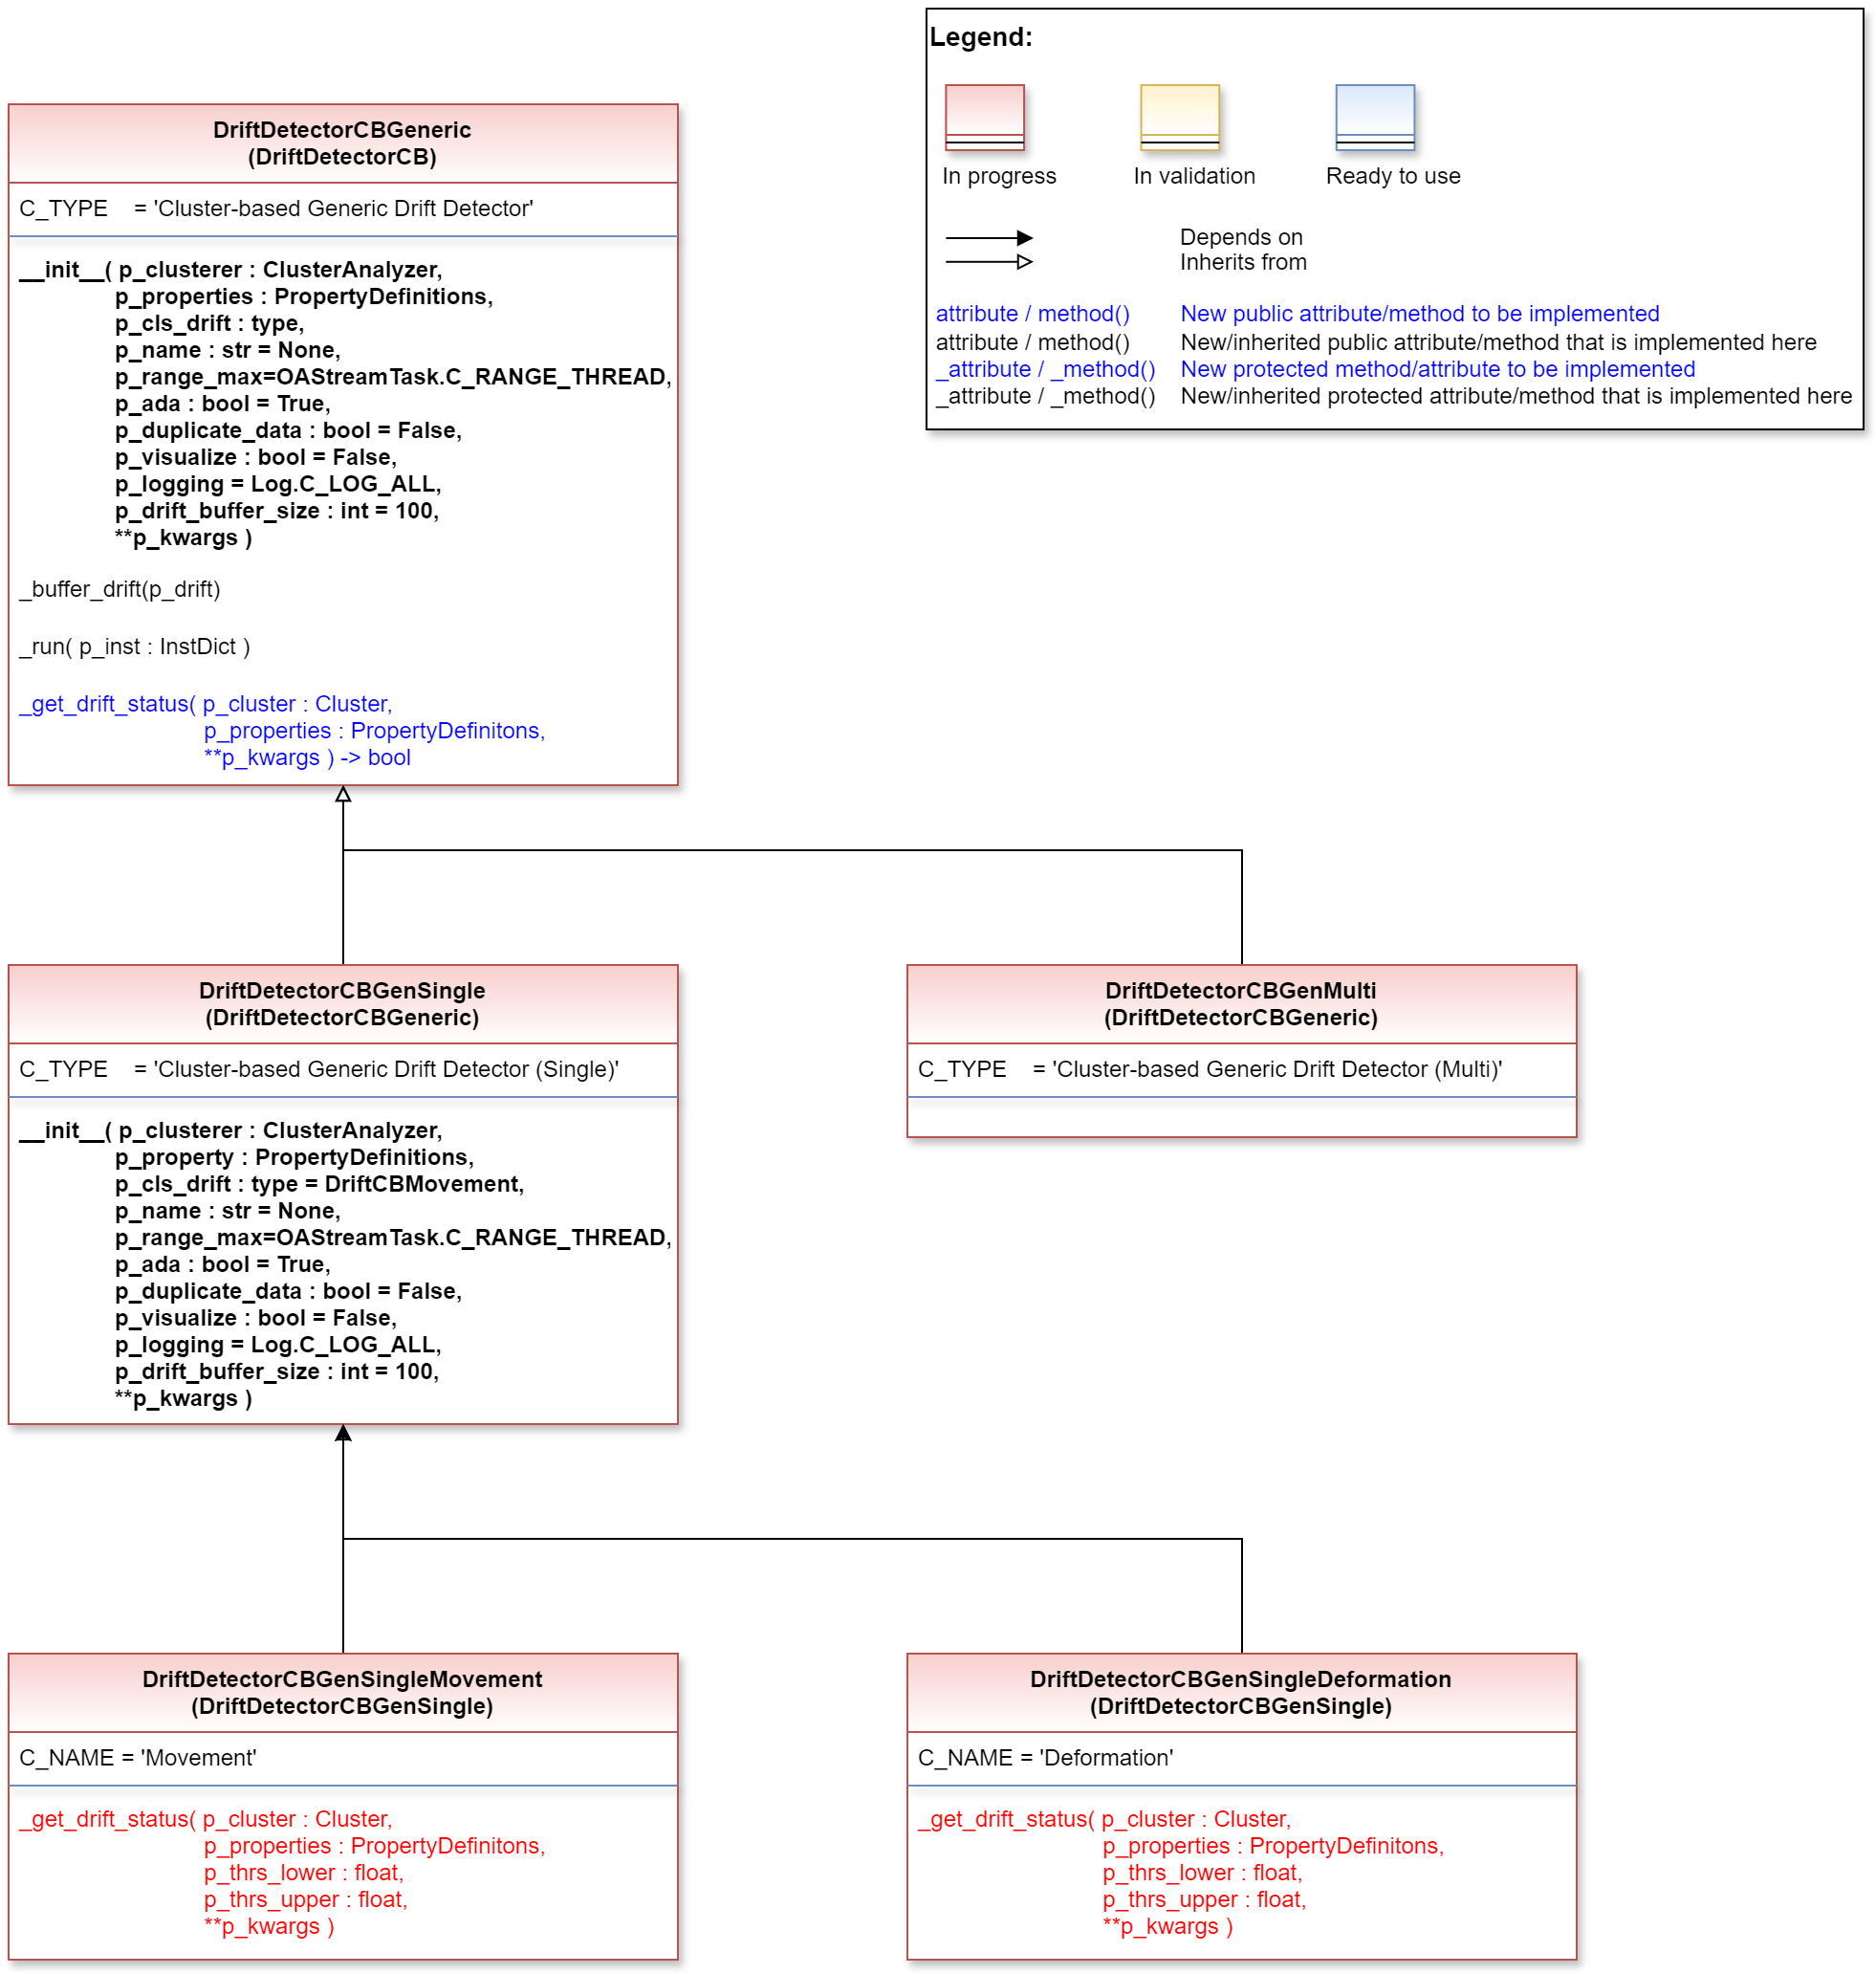 Legend:
In progress
In validation
Ready to use
Depends on
Inherits from
attribute / method() New public attribute/method to be implemented
attribute / method() New/inherited public attribute/method that is implemented here
_attribute / _method() New protected method/attribute to be implemented
_attribute / _method() New/inherited protected attribute/method that is implemented here
DriftDetectorCBGeneric
(DriftDetectorCB)
C_TYPE = 'Cluster-based Generic Drift Detector'
__init__( p_clusterer : ClusterAnalyzer,
p_properties : PropertyDefinitions,
p_cls_drift : type,
p_name : str = None,
p_range_max=OAStreamTask.C_RANGE_THREAD,
p_ada : bool = True,
p_duplicate_data : bool = False,
p_visualize : bool = False,
p_logging = Log.C_LOG_ALL,
p_drift_buffer_size : int = 100,
**p_kwargs )
_buffer_drift(p_drift)
_run( p_inst : InstDict )
_get_drift_status( p_cluster : Cluster,
p_properties : PropertyDefinitons,
**p_kwargs ) -> bool
DriftDetectorCBGenSingle
(DriftDetectorCBGeneric)
C_TYPE = 'Cluster-based Generic Drift Detector (Single)'
__init__( p_clusterer : ClusterAnalyzer,
p_property : PropertyDefinitions,
p_cls_drift : type = DriftCBMovement,
p_name : str = None,
p_range_max=OAStreamTask.C_RANGE_THREAD,
p_ada : bool = True,
p_duplicate_data : bool = False,
p_visualize : bool = False,
p_logging = Log.C_LOG_ALL,
p_drift_buffer_size : int = 100,
**p_kwargs )
DriftDetectorCBGenMulti
(DriftDetectorCBGeneric)
C_TYPE = 'Cluster-based Generic Drift Detector (Multi)'
DriftDetectorCBGenSingleMovement
(DriftDetectorCBGenSingle)
C_NAME = 'Movement'
_get_drift_status( p_cluster : Cluster,
p_properties : PropertyDefinitons,
p_thrs_lower : float,
p_thrs_upper : float,
**p_kwargs )
DriftDetectorCBGenSingleDeformation
(DriftDetectorCBGenSingle)
C_NAME = 'Deformation'
_get_drift_status( p_cluster : Cluster,
p_properties : PropertyDefinitons,
p_thrs_lower : float,
p_thrs_upper : float,
**p_kwargs )